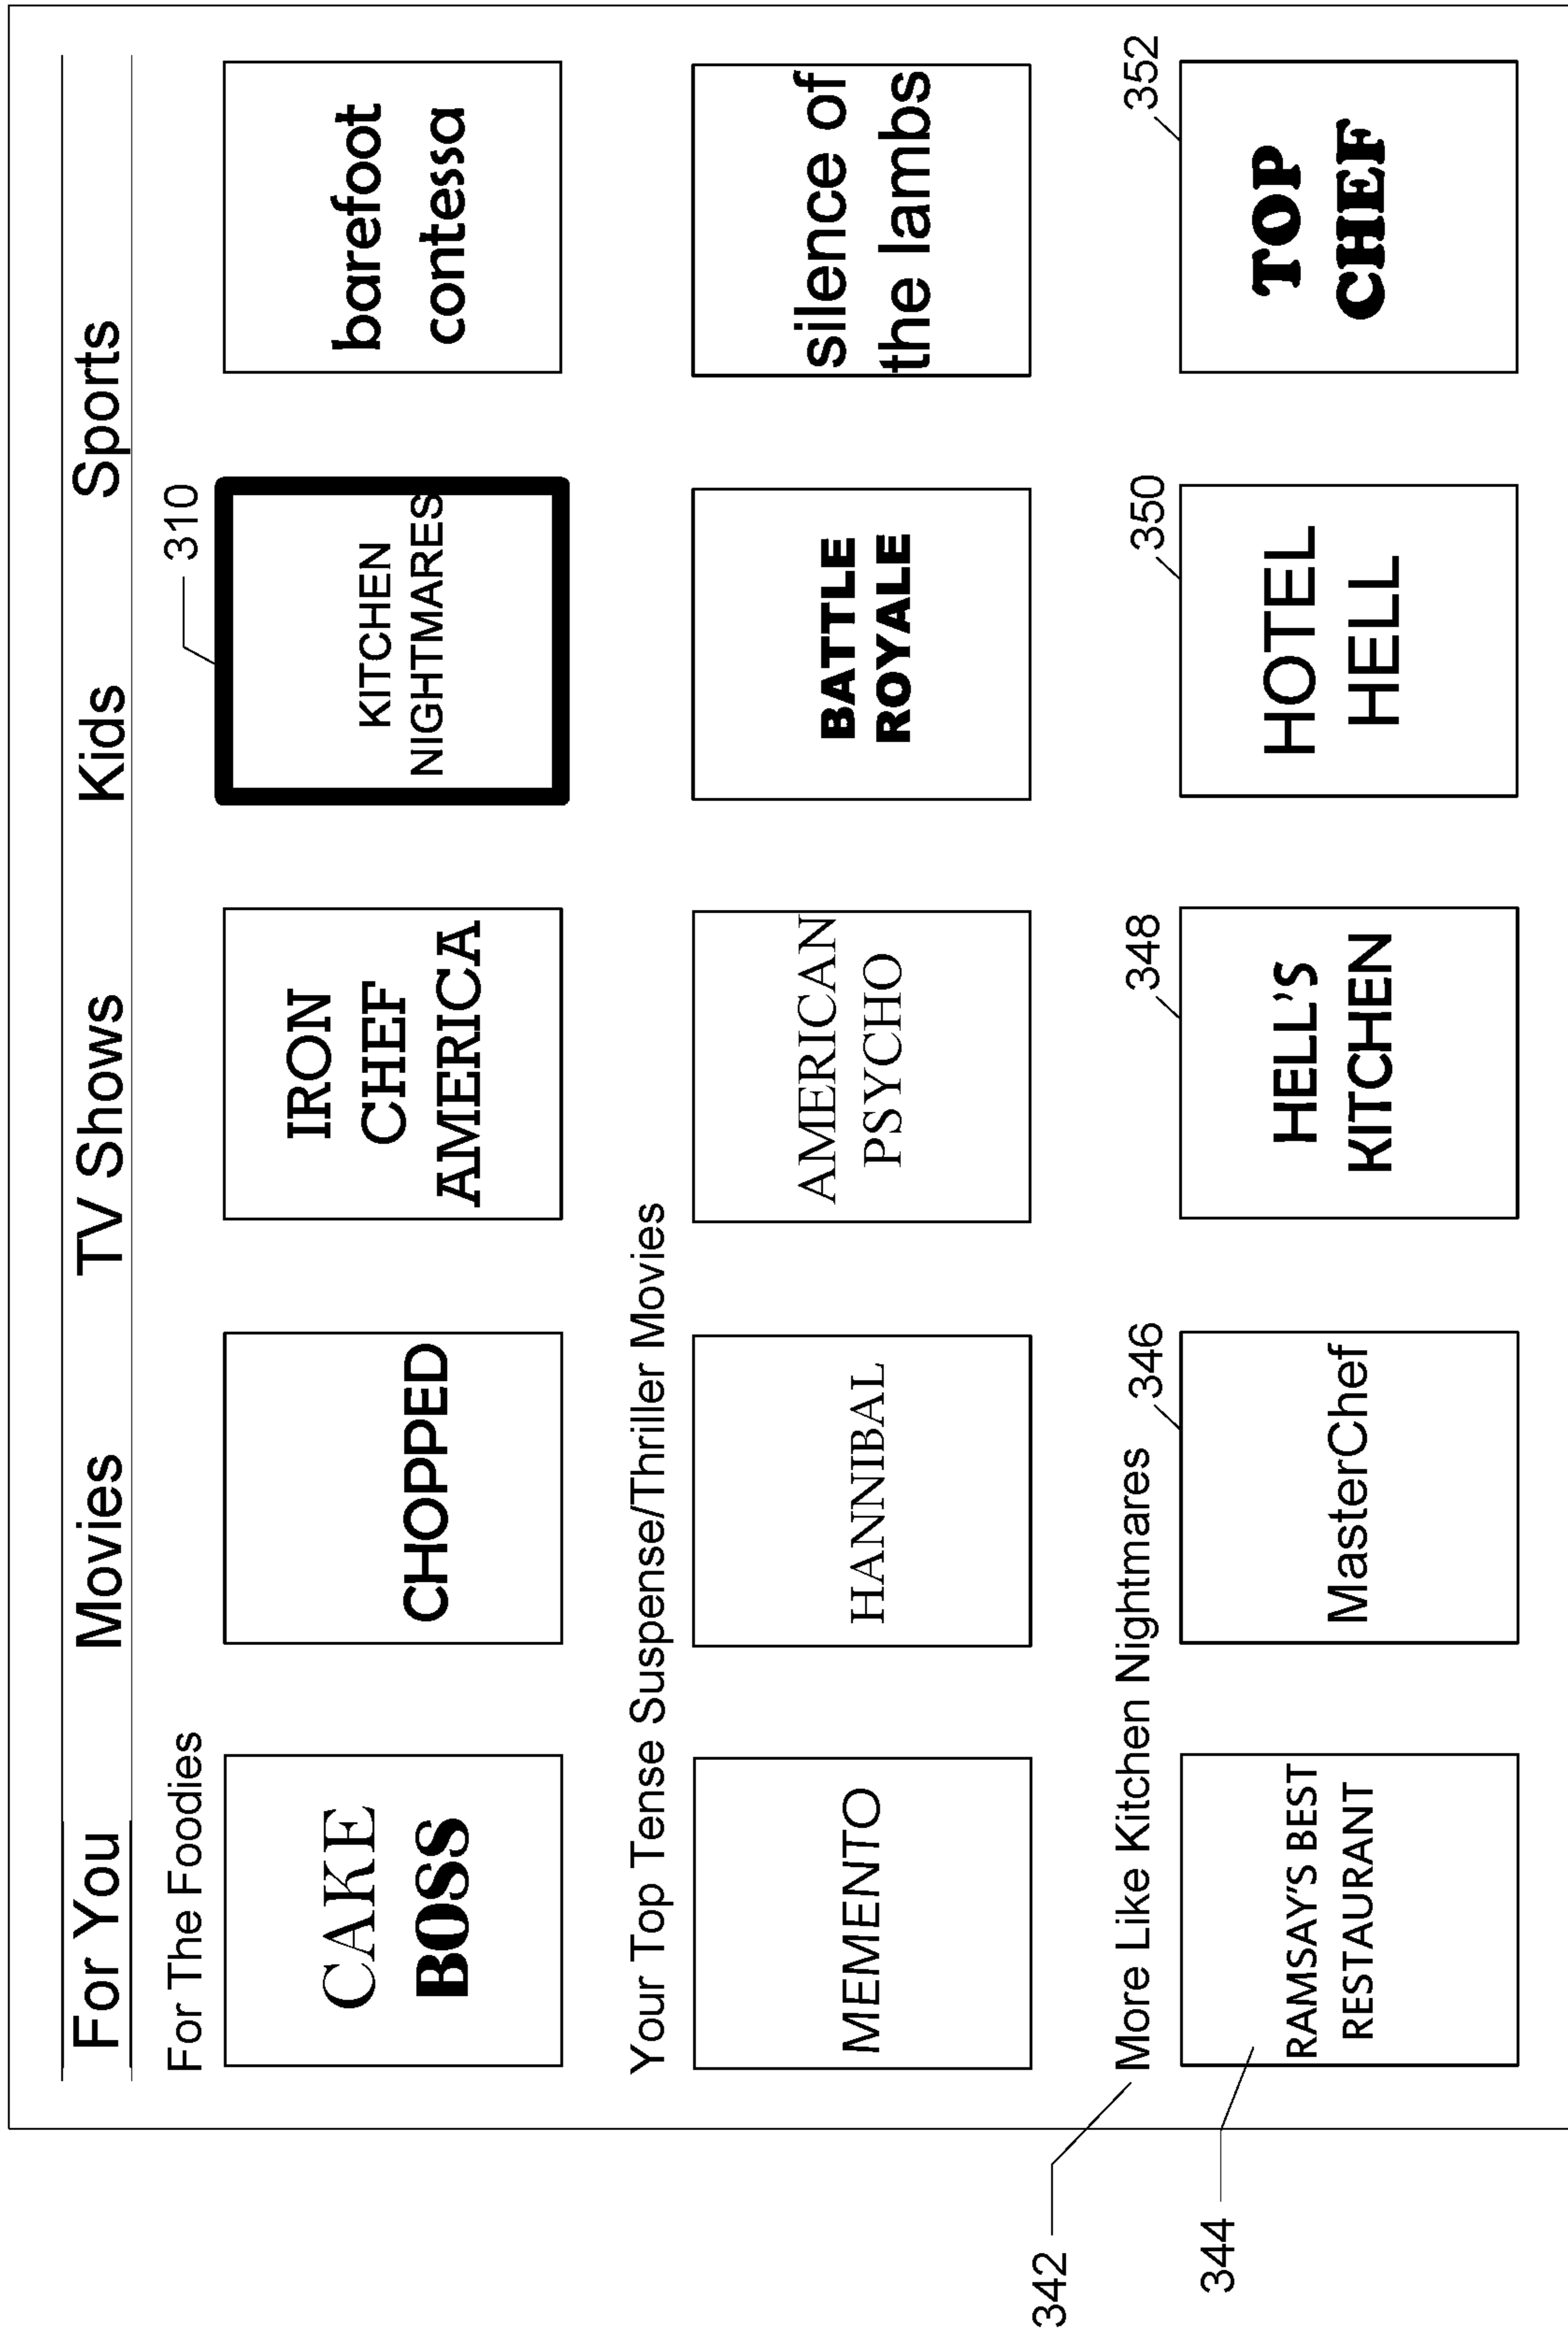 For You Movies TV Shows Kids Sports
For The Foodies
310
CAKE
BOSS
CHOPPED
IRON
CHEF
AMERICA
KITCHEN
NIGHTMARES
barefoot
contessa
Your Top Tense Suspense/Thriller Movies
MEMENTO
HANNIBAL
AMERICAN
PSYCHO
BATTLE
ROYALE
silence of
the lambs
342
More Like Kitchen Nightmares
344
RAMSAY'S BEST
RESTAURANT
346
MasterChef
348
HELL'S
KITCHEN
350
HOTEL
HELL
352
TOP
CHEF